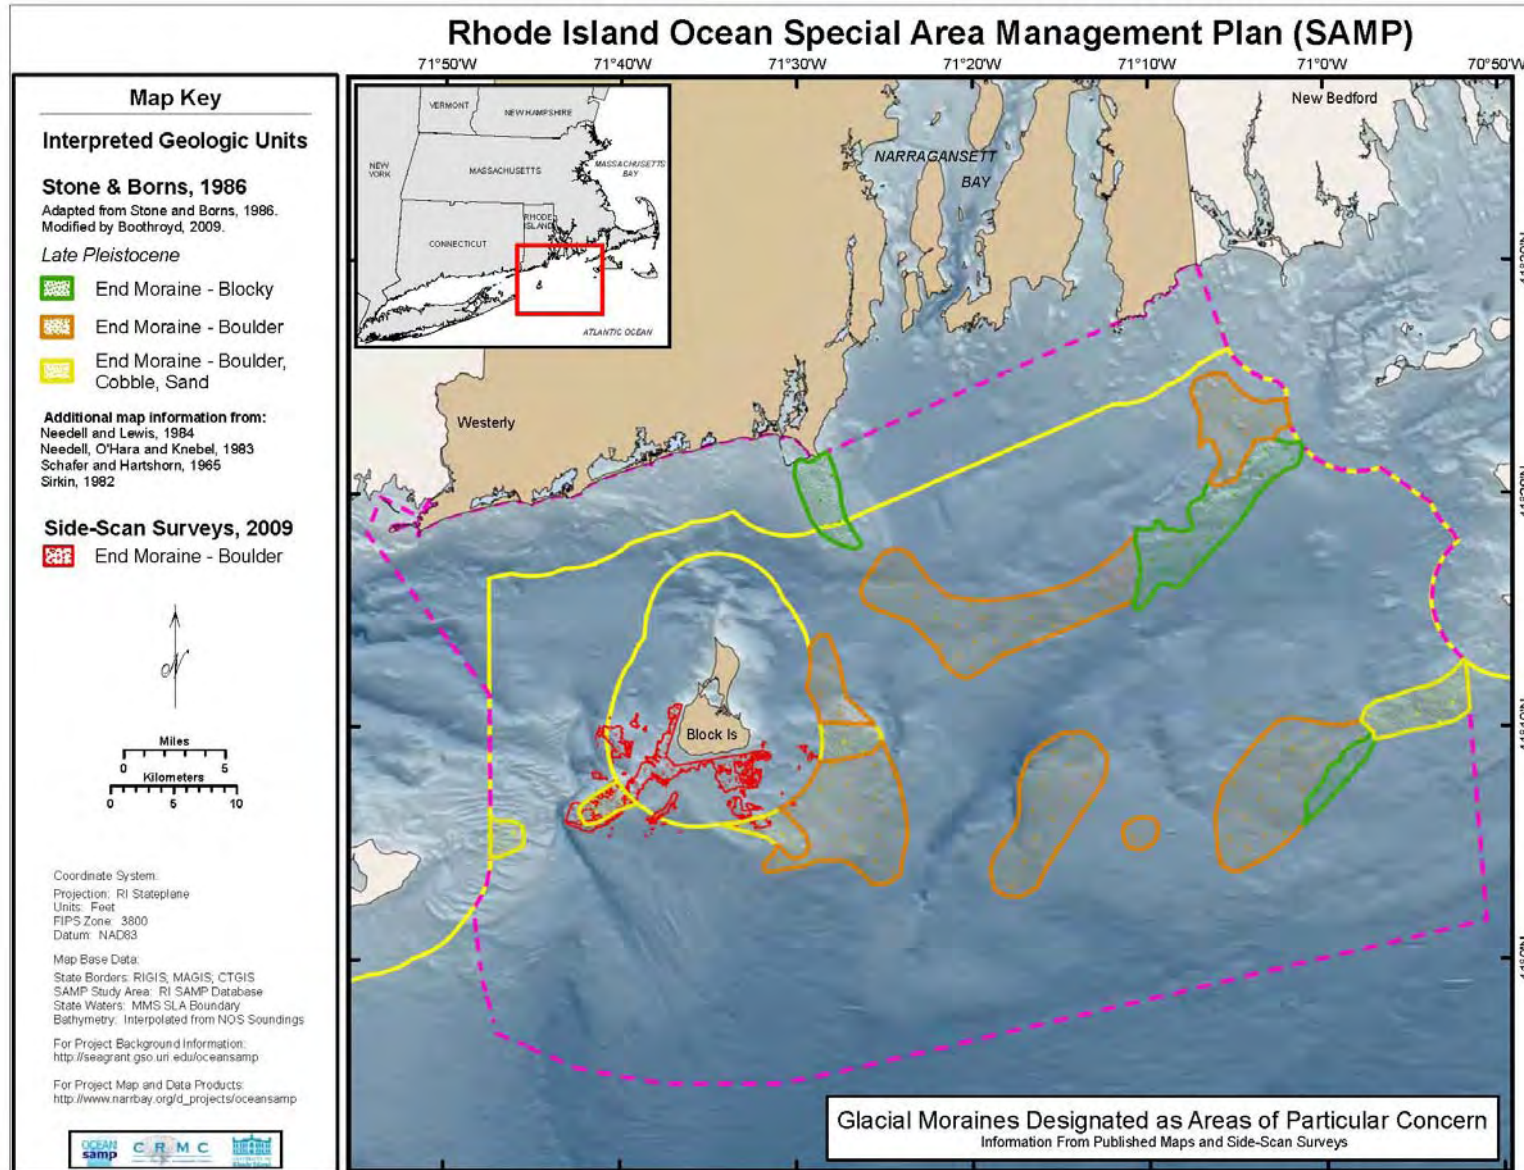 Rhode Island Ocean Special Area Management Plan (SAMP)
71°50'W 71°40'W 71°30'W 71°20'W 71°10'W 71°0'W 70°50'W
Map Key
Interpreted Geologic Units
Stone & Borns, 1986
Adapted from Stone and Borns, 1986.
Modified by Boothroyd, 2009.
Late Pleistocene
End Moraine - Blocky
End Moraine - Boulder
End Moraine - Boulder,
Cobble, Sand
Additional map information from:
Needell and Lewis, 1984
Needell, O'Hara and Knebel, 1983
Schafer and Hartshorn, 1965
Sirkin, 1982
Side-Scan Surveys, 2009
End Moraine - Boulder
N
Miles
0 5
Kilometers
0 5 10
Coordinate System:
Projection: RI Stateplane
Units: Feet
FIPS Zone: 3800
Datum: NAD83
Map Base Data:
State Borders: RIGIS, MAGIS, CTGIS
SAMP Study Area: RI SAMP Database
State Waters: MMS SLA Boundary
Bathymetry: Interpolated from NOS Soundings
For Project Background Information:
http://seagrant.gso.uri.edu/oceansamp
For Project Map and Data Products:
http://www.narrbay.org/d_projects/oceansamp
OCEAN
samp
C R M C
VERMONT
NEW HAMPSHIRE
NEW
YORK
MASSACHUSETTS
MASSACHUSETTS
BAY
CONNECTICUT
RHODE
ISLAND
ATLANTIC OCEAN
NARRAGANSETT
BAY
New Bedford
Westerly
Block Is
Glacial Moraines Designated as Areas of Particular Concern
Information From Published Maps and Side-Scan Surveys